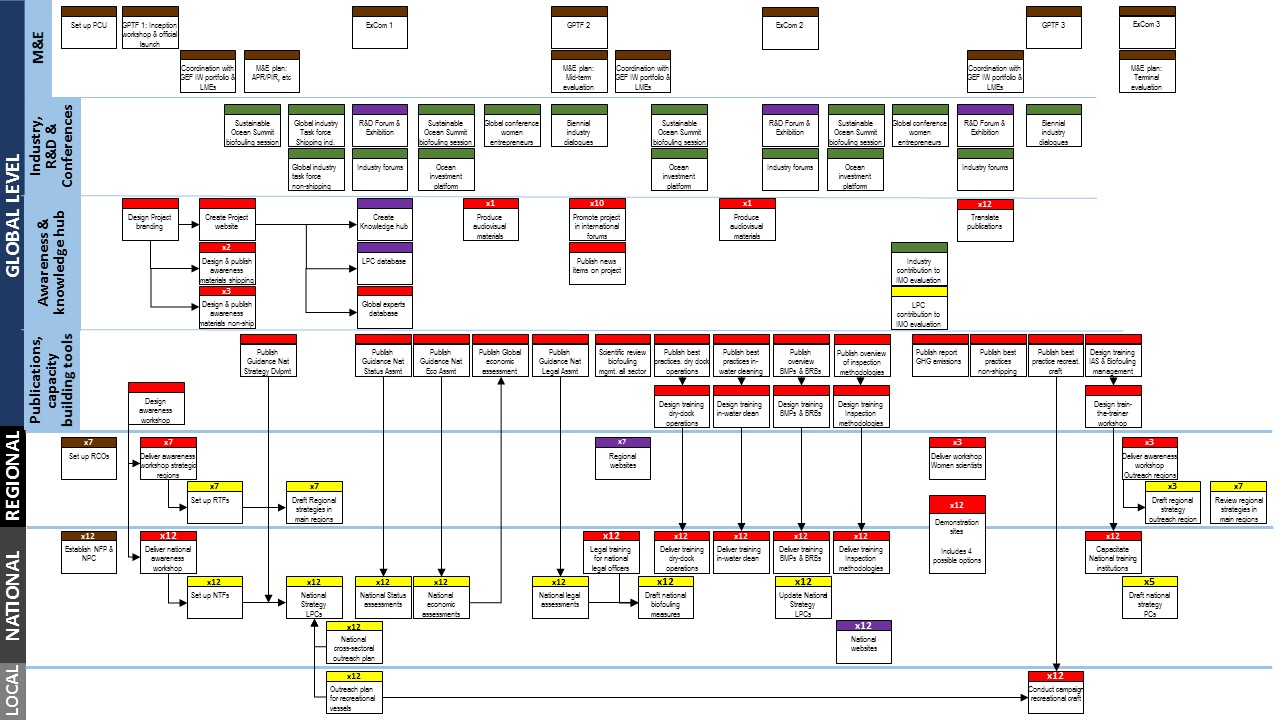 GLOBAL LEVEL
M&E
Set up PCU
GPTF 1: Inception
workshop & official
launch
ExCom 1
GPTF 2
ExCom 2
GPTF 3
ExCom 3
Coordination with
GEF IW portfolio &
LMEs
M&E plan:
APR/PIR, etc
M&E plan:
Mid-term
evaluation
Coordination with
GEF IW portfolio &
LMEs
Coordination with
GEF IW portfolio &
LMEs
M&E plan:
Terminal
evaluation
Industry,
R&D &
Conferences
Sustainable
Ocean Summit
biofouling session
Global industry
Task force
Shipping ind.
R&D Forum &
Exhibition
Sustainable
Ocean Summit
biofouling session
Global conference
women
entrepreneurs
Biennial
industry
dialogues
Sustainable
Ocean Summit
biofouling session
R&D Forum &
Exhibition
Sustainable
Ocean Summit
biofouling session
Global conference
women
entrepreneurs
R&D Forum &
Exhibition
Biennial
industry
dialogues
Global industry
task force
non-shipping
Industry forums
Ocean
investment
platform
Ocean
investment
platform
Industry forums
Ocean
investment
platform
Industry forums
Awareness &
knowledge hub
Design Project
branding
Create Project
website
Create
Knowledge hub
x1
Produce
audiovisual
materials
x10
Promote project
in international
forums
x1
Produce
audiovisual
materials
x12
Translate
publications
x2
Design & publish
awareness
materials shipping
LPC database
Publish news
items on project
Industry
contribution to
IMO evaluation
x3
Design & publish
awareness
materials non-ship
Global experts
database
LPC
contribution to
IMO evaluation
Publications,
capacity
building tools
Publish
Guidance Nat
Strategy Dvlpmt
Publish
Guidance Nat
Status Assmt
Publish
Guidance Nat
Eco Assmt
Publish Global
economic
assessment
Publish
Guidance Nat
Legal Assmt
Scientific review
biofouling
mgmt. all sector
Publish best
practices. dry dock
operations
Publish best
practices in-
water cleaning
Publish
overview
BMPs & BRBs
Publish overview
of inspection
methodologies
Publish report
GHG emissions
Publish best
practices
non-shipping
Publish best
practice recreat.
craft
Design training
IAS & Biofouling
management
Design
awareness
workshop
Design training
dry-dock
operations
Design training
in-water clean
Design training
BMPs & BRBs
Design training
Inspection
methodologies
Design train-
the-trainer
workshop
REGIONAL
x7
Set up RCOs
x7
Deliver awareness
workshop strategic
regions
x7
Regional
websites
x3
Deliver workshop
Women scientists
x3
Deliver awareness
workshop
Outreach regions
x7
Set up RTFs
x7
Draft Regional
strategies in
main regions
x3
Draft regional
strategy
outreach region
x7
Review regional
strategies in
main regions
x12
Demonstration
sites
Includes 4
possible options
NATIONAL
x12
Establish NFP &
NPC
x12
Deliver national
awareness
workshop
x12
Legal training
for national
legal officers
x12
Deliver training
dry-dock
operations
x12
Deliver training
in-water clean
x12
Deliver training
BMPs & BRBs
x12
Deliver training
Inspection
methodologies
x12
Capacitate
National training
institutions
x12
Set up NTFs
x12
National
Strategy
LPCs
x12
National Status
assessments
x12
National
economic
assessments
x12
National legal
assessments
x12
Draft national
biofouling
measures
x12
Update National
Strategy
LPCs
x5
Draft national
strategy
PCs
x12
National
cross-sectoral
outreach plan
x12
National
websites
LOCAL
x12
Outreach plan
for recreational
vessels
x12
Conduct campaign
recreational craft